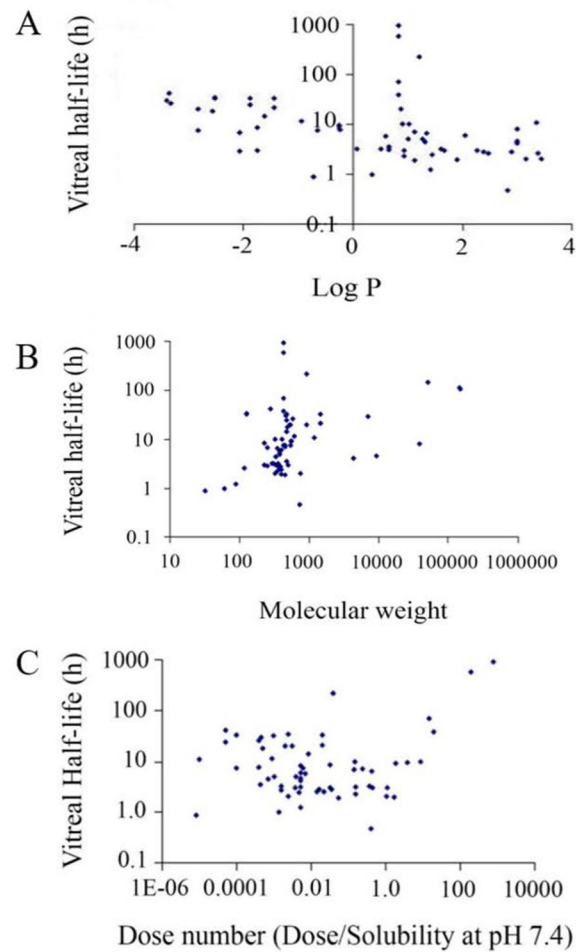 A
Vitreal half-life (h)
1000
100
10
1
0.1
-4 -2 0 2 4
Log P
B
Vitreal half-life (h)
1000
100
10
1
0.1
10 100 1000 10000 100000 1000000
Molecular weight
C
Vitreal Half-life (h)
1000
100
10
1.0
0.1
1E-06 0.0001 0.01 1.0 100 10000
Dose number (Dose/Solubility at pH 7.4)